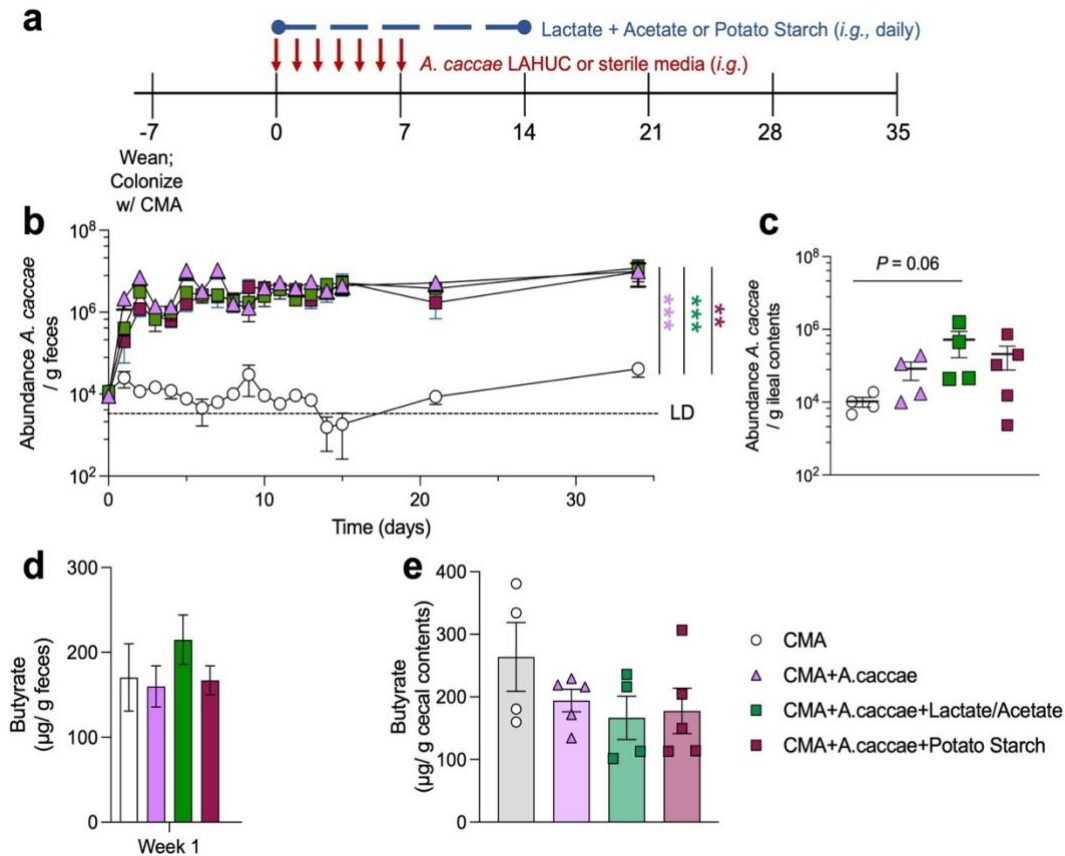 a
Lactate + Acetate or Potato Starch (i.g., daily)
A. caccae LAHUC or sterile media (i.g.)
-7 0 7 14 21 28 35
Wean;
Colonize
w/ CMA
b
Abundance A. caccae
/ g feces
10⁸
10⁶
10⁴
10²
***
***
**
LD
0 10 20 30
Time (days)
c
Abundance A. caccae
/ g ileal contents
10⁸
10⁶
10⁴
10²
P = 0.06
d
Butyrate
(µg/ g feces)
300
200
100
0
Week 1
e
Butyrate
(µg/ g cecal contents)
400
300
200
100
0
CMA
CMA+A.caccae
CMA+A.caccae+Lactate/Acetate
CMA+A.caccae+Potato Starch